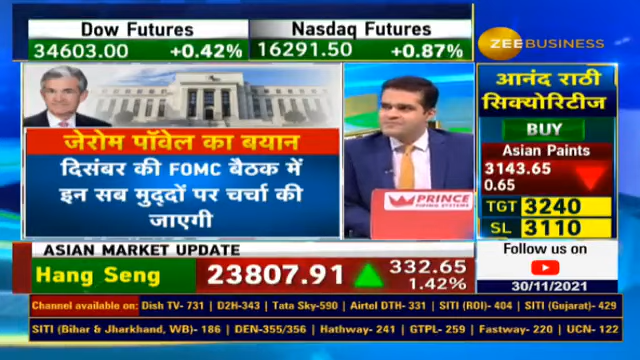 Dow Futures
34603.00 +0.42%
Nasdaq Futures
16291.50 +0.87%
ZEE BUSINESS
जेरोम पॉवेल का बयान
दिसंबर की FOMC बैठक में
इन सब मुद्दों पर चर्चा की
जाएगी
PRINCE
PIPING SYSTEMS
आनंद राठी
सिक्योरिटीज
BUY
Asian Paints
3143.65
0.65
TGT 3240
SL 3110
ASIAN MARKET UPDATE
Hang Seng 23807.91 332.65
1.42%
Follow us on
30/11/2021
Channel available on: Dish TV- 731 | D2H-343 | Tata Sky-590 | Airtel DTH- 331 | SITI (ROI)- 404 | SITI (Gujarat)- 429
SITI (Bihar & Jharkhand, WB)- 186 | DEN-355/356 | Hathway- 241 | GTPL- 259 | Fastway- 220 | UCN- 122